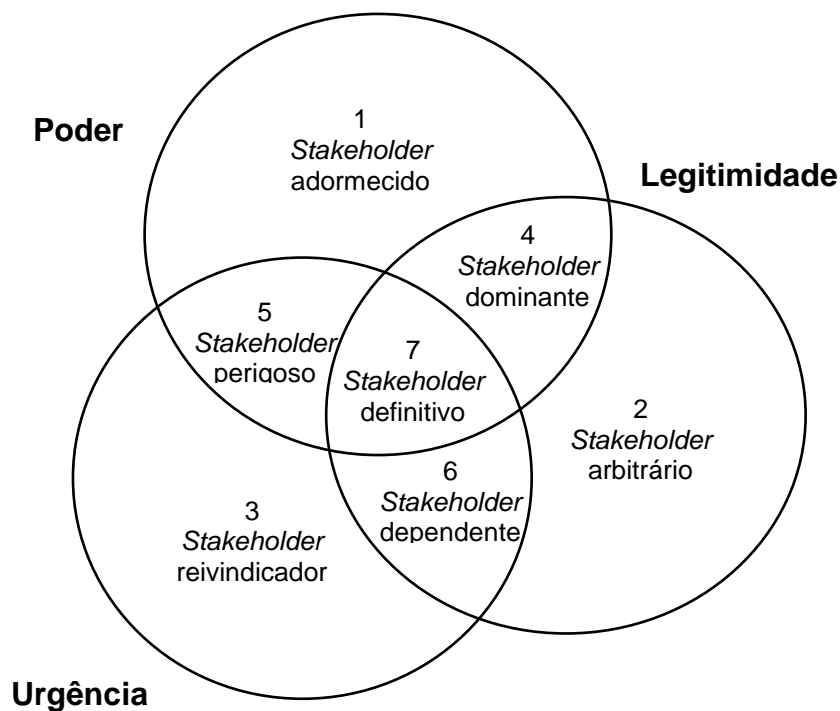 Poder
1
Stakeholder
adormecido
Legitimidade
4
Stakeholder
dominante
5
Stakeholder
perigoso
7
Stakeholder
definitivo
2
Stakeholder
arbitrário
6
Stakeholder
dependente
3
Stakeholder
reivindicador
Urgência